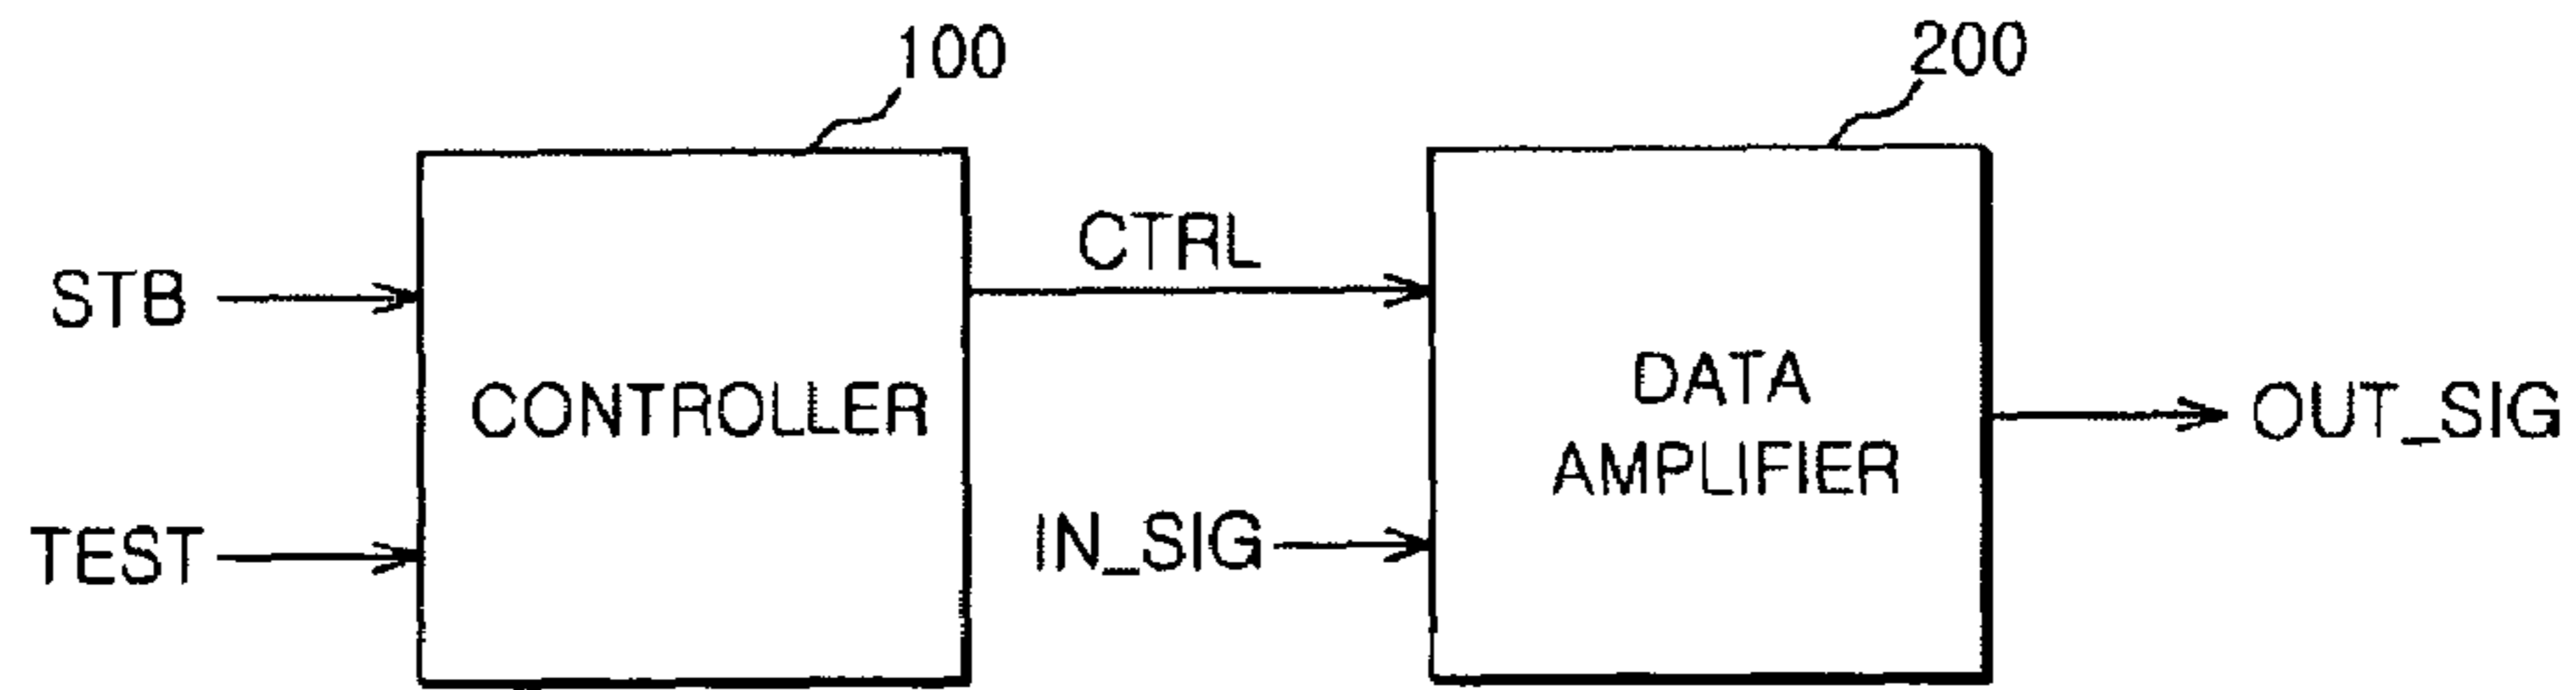 100
200
STB
CTRL
CONTROLLER
DATA
AMPLIFIER
OUT_SIG
TEST
IN_SIG